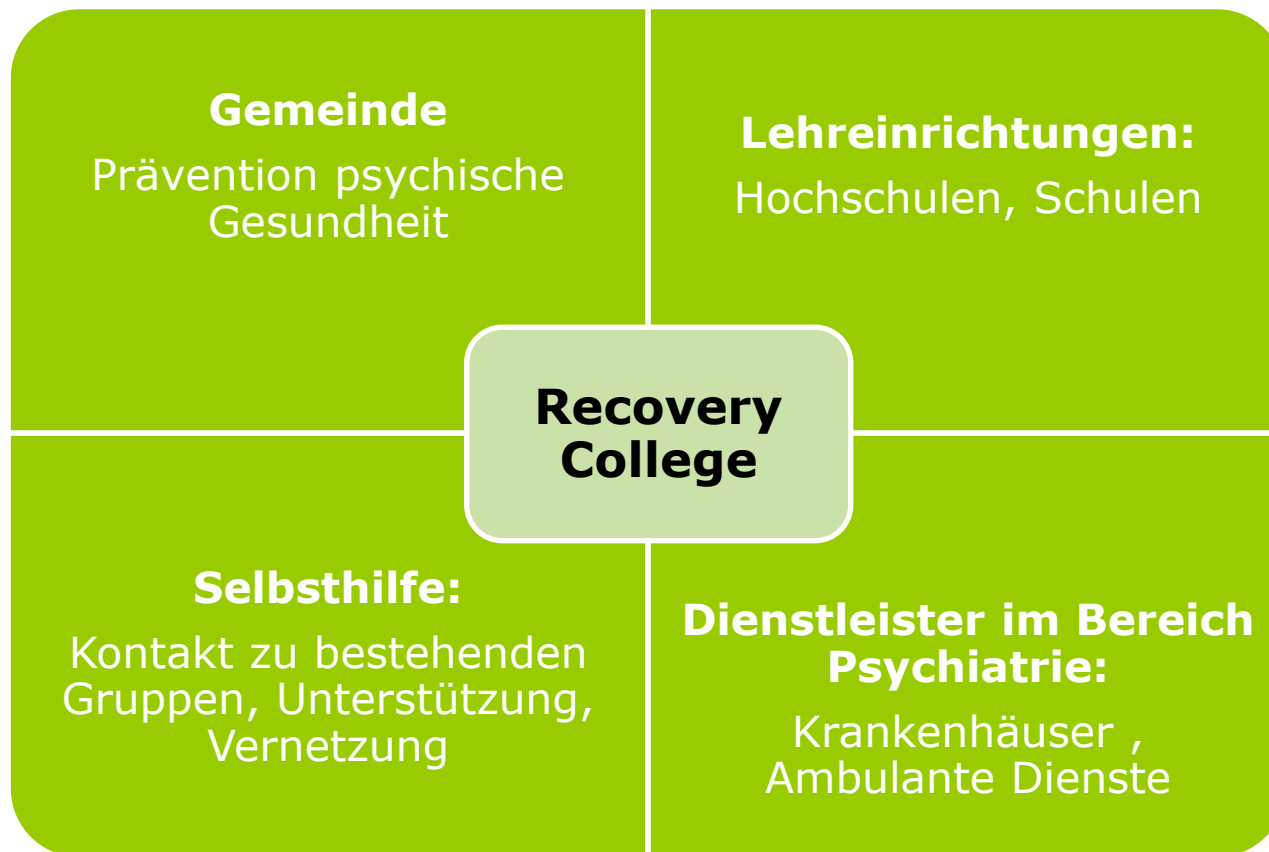 Gemeinde
Prävention psychische
Gesundheit
Lehreinrichtungen:
Hochschulen, Schulen
Recovery
College
Selbsthilfe:
Kontakt zu bestehenden
Gruppen, Unterstützung,
Vernetzung
Dienstleister im Bereich
Psychiatrie:
Krankenhäuser ,
Ambulante Dienste